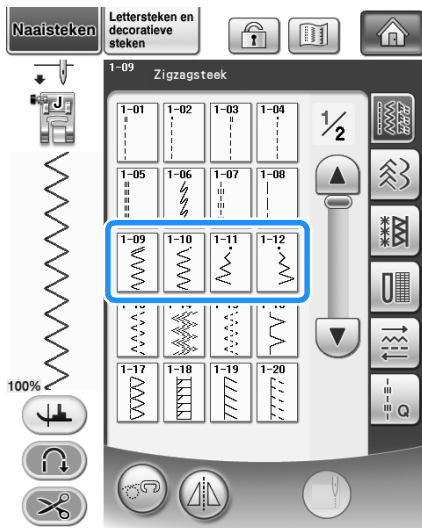 Naaisteken
Lettersteken en
decoratieve
steken
1-09
Zigzagsteek
J
1-01 1-02 1-03 1-04
1/2
1-05 1-06 1-07 1-08
1-09 1-10 1-11 1-12
1-17 1-18 1-19 1-20
100%
Q